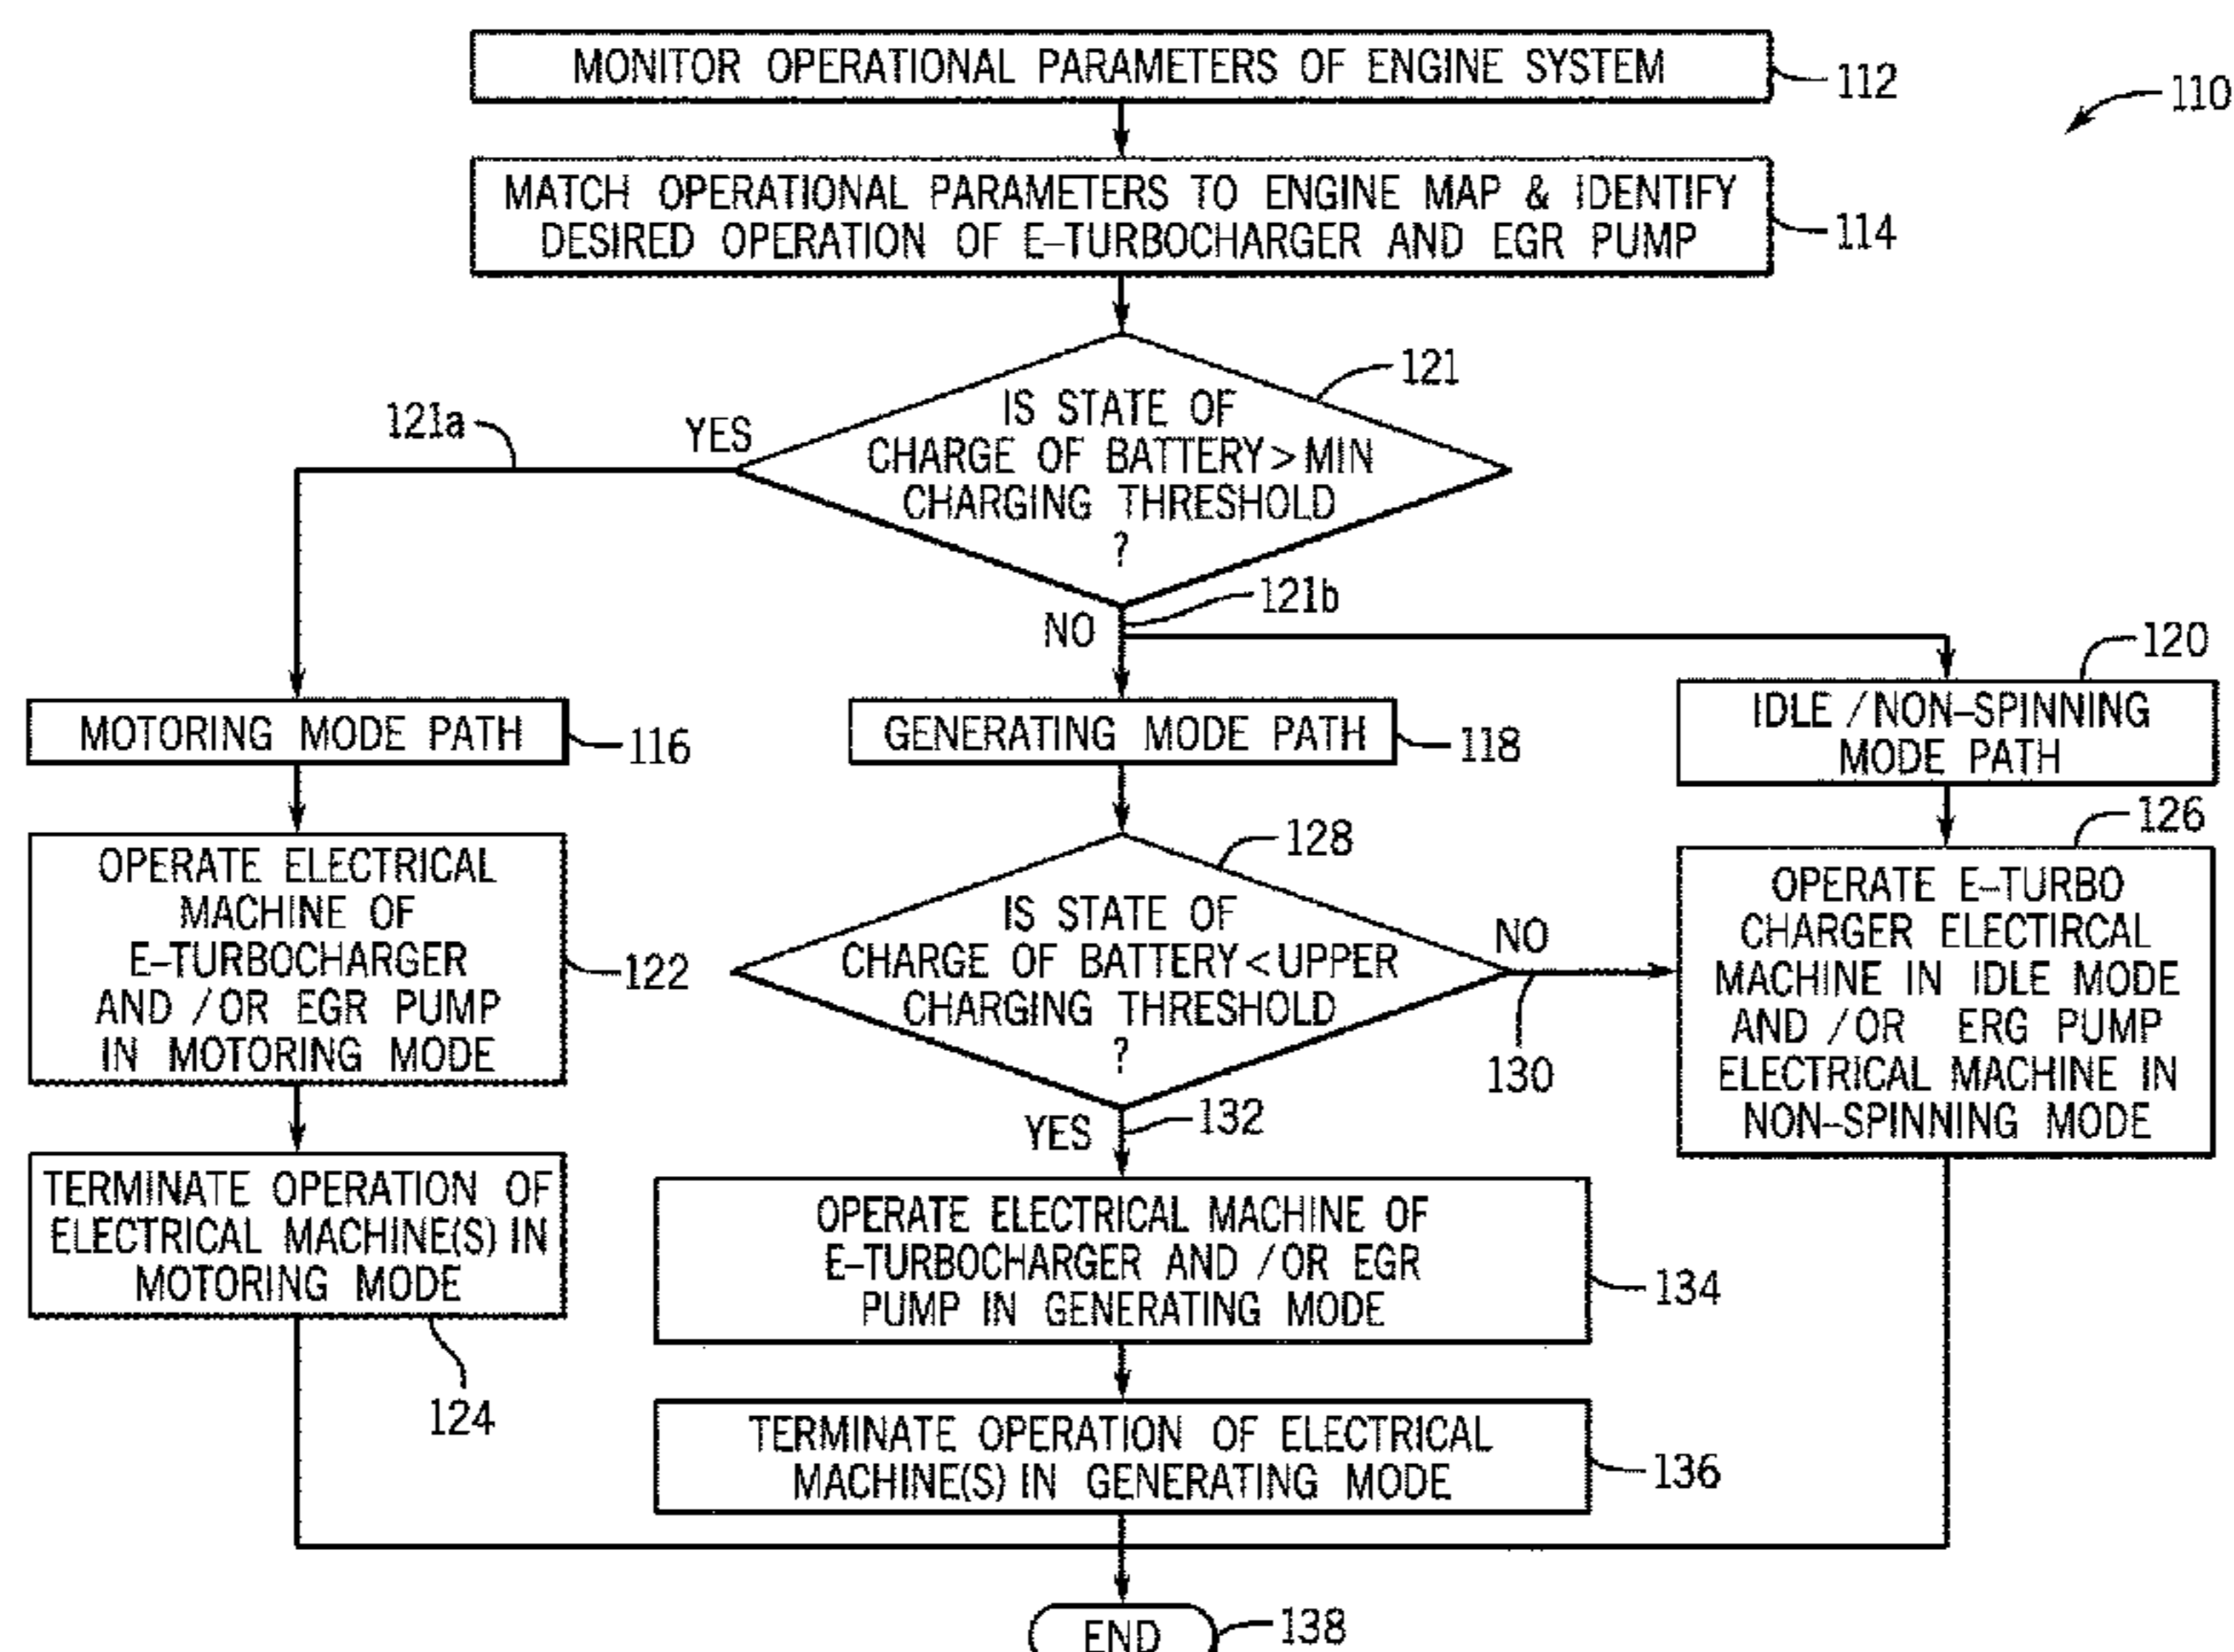 MONITOR OPERATIONAL PARAMETERS OF ENGINE SYSTEM
112
110
MATCH OPERATIONAL PARAMETERS TO ENGINE MAP & IDENTIFY
DESIRED OPERATION OF E-TURBOCHARGER AND EGR PUMP
114
121
121a
YES
IS STATE OF
CHARGE OF BATTERY > MIN
CHARGING THRESHOLD
?
121b
NO
120
MOTORING MODE PATH
116
GENERATING MODE PATH
118
IDLE / NON-SPINNING
MODE PATH
126
OPERATE ELECTRICAL
MACHINE OF
E-TURBOCHARGER
AND /OR EGR PUMP
IN MOTORING MODE
122
128
IS STATE OF
CHARGE OF BATTERY < UPPER
CHARGING THRESHOLD
?
NO
130
YES
132
OPERATE E-TURBO
CHARGER ELECTIRCAL
MACHINE IN IDLE MODE
AND /OR ERG PUMP
ELECTRICAL MACHINE IN
NON-SPINNING MODE
TERMINATE OPERATION OF
ELECTRICAL MACHINE(S) IN
MOTORING MODE
124
OPERATE ELECTRICAL MACHINE OF
E-TURBOCHARGER AND /OR EGR
PUMP IN GENERATING MODE
134
TERMINATE OPERATION OF ELECTRICAL
MACHINE(S) IN GENERATING MODE
136
END
138